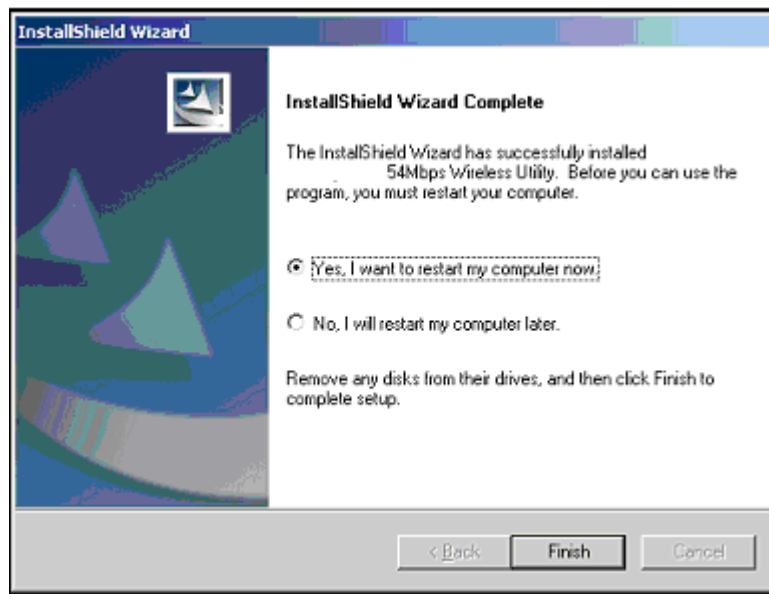 InstallShield Wizard
InstallShield Wizard Complete
The InstallShield Wizard has successfully installed
54Mbps Wireless Utility. Before you can use the
program, you must restart your computer.
Yes, I want to restart my computer now.
No, I will restart my computer later.
Remove any disks from their drives, and then click Finish to
complete setup.
< Back Finish Cancel